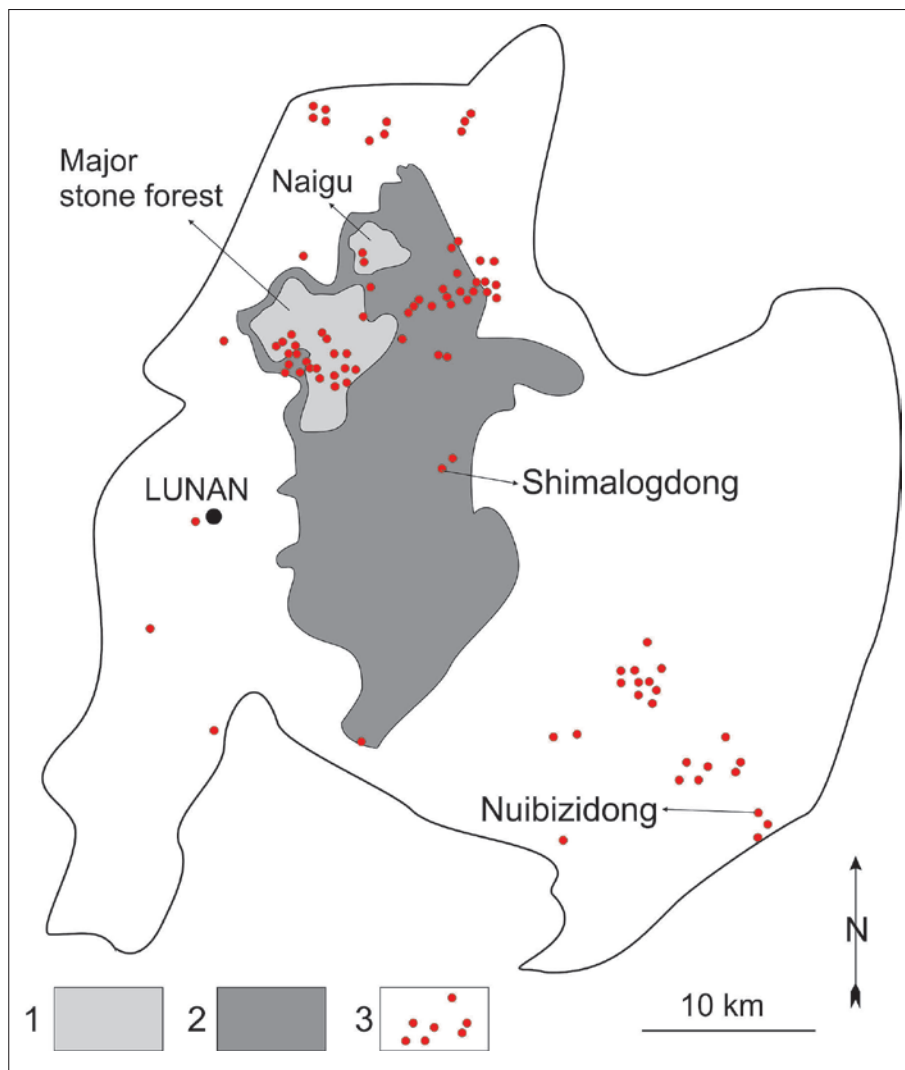 Major
stone forest
Naigu
Shimalogdong
LUNAN
Nuibizidong
N
1
2
3
10 km